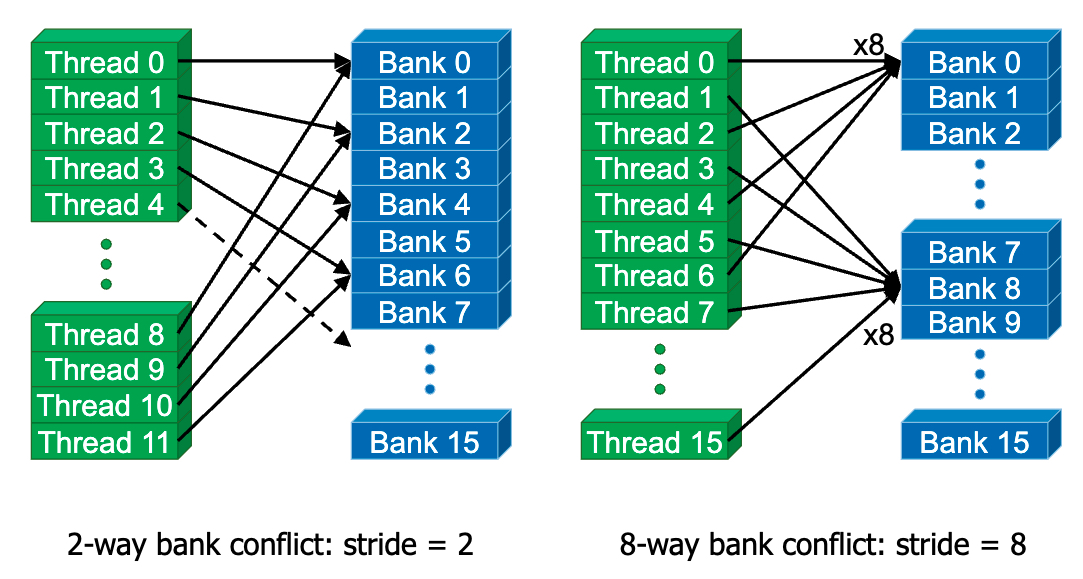 Thread 0
Thread 1
Thread 2
Thread 3
Thread 4
Thread 8
Thread 9
Thread 10
Thread 11
Bank 0
Bank 1
Bank 2
Bank 3
Bank 4
Bank 5
Bank 6
Bank 7
Bank 15
2-way bank conflict: stride = 2
Thread 0
Thread 1
Thread 2
Thread 3
Thread 4
Thread 5
Thread 6
Thread 7
Thread 15
x8
x8
Bank 0
Bank 1
Bank 2
Bank 7
Bank 8
Bank 9
Bank 15
8-way bank conflict: stride = 8